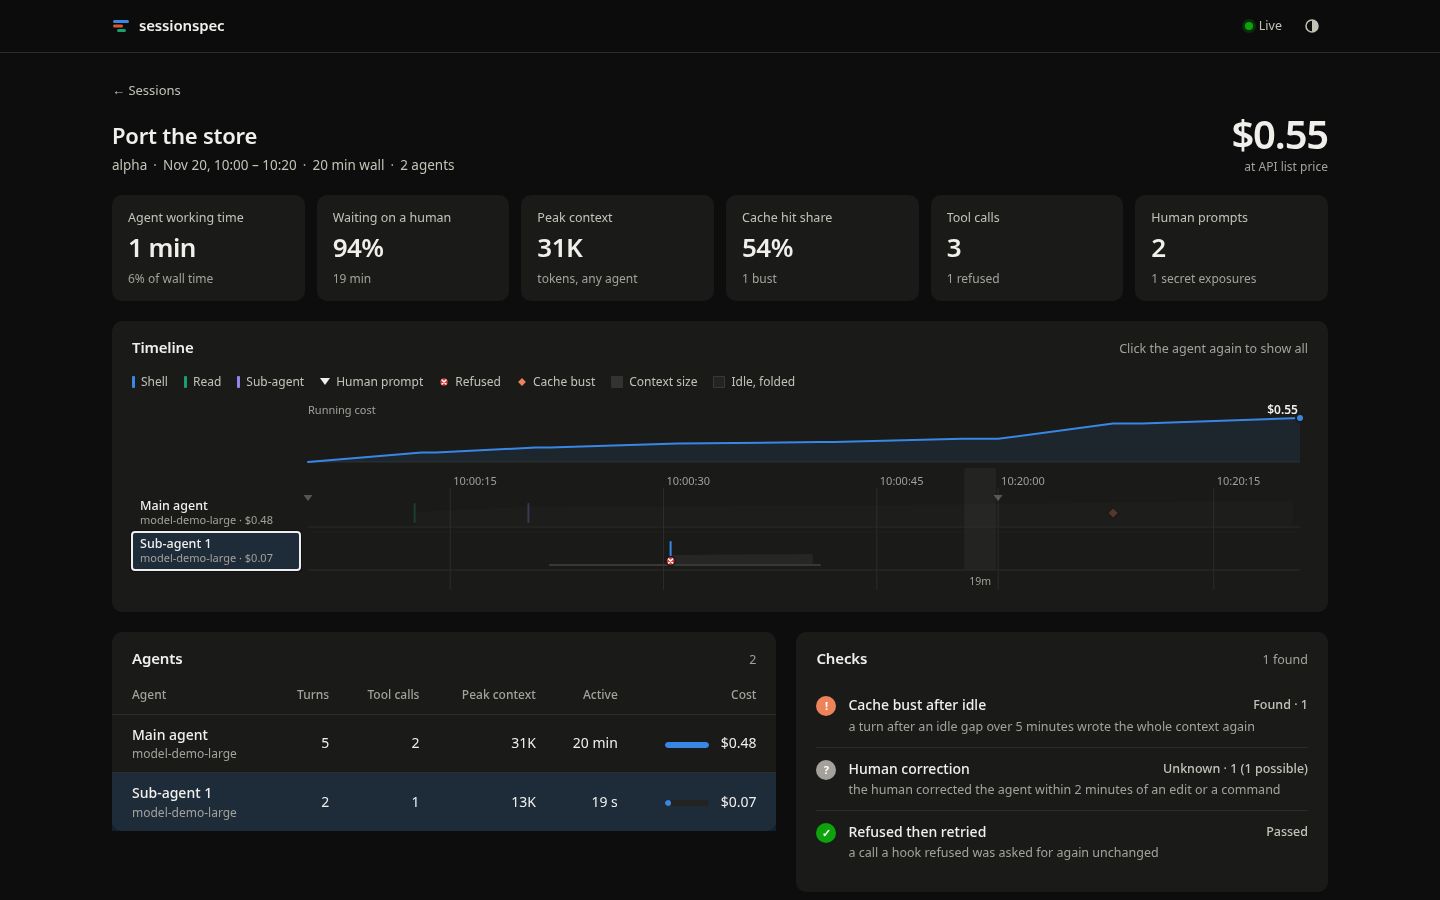 sessionspec
Live
← Sessions
Port the store
$0.55
alpha · Nov 20, 10:00 – 10:20 · 20 min wall · 2 agents
at API list price
Agent working time
1 min
6% of wall time
Waiting on a human
94%
19 min
Peak context
31K
tokens, any agent
Cache hit share
54%
1 bust
Tool calls
3
1 refused
Human prompts
2
1 secret exposures
Timeline
Click the agent again to show all
Shell
Read
Sub-agent
Human prompt
Refused
Cache bust
Context size
Idle, folded
Running cost
$0.55
10:00:15
10:00:30
10:00:45
10:20:00
10:20:15
Main agent
model-demo-large · $0.48
Sub-agent 1
model-demo-large · $0.07
19m
Agents
2
Agent Turns Tool calls Peak context Active Cost
Main agent
model-demo-large
5 2 31K 20 min $0.48
Sub-agent 1
model-demo-large
2 1 13K 19 s $0.07
Checks
1 found
! Cache bust after idle
Found · 1
a turn after an idle gap over 5 minutes wrote the whole context again
? Human correction
Unknown · 1 (1 possible)
the human corrected the agent within 2 minutes of an edit or a command
✓ Refused then retried
Passed
a call a hook refused was asked for again unchanged